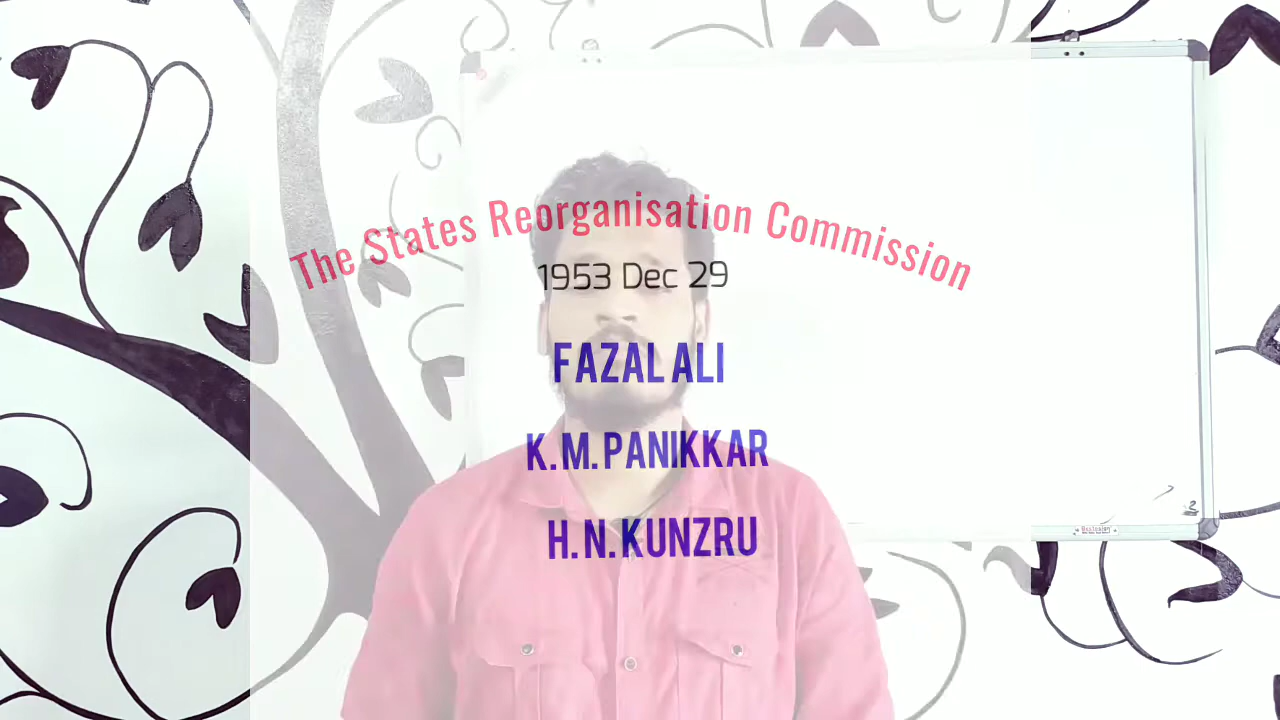 The States Reorganisation Commission
1953 Dec 29
FAZAL ALI
K. M. PANIKKAR
H. N. KUNZRU